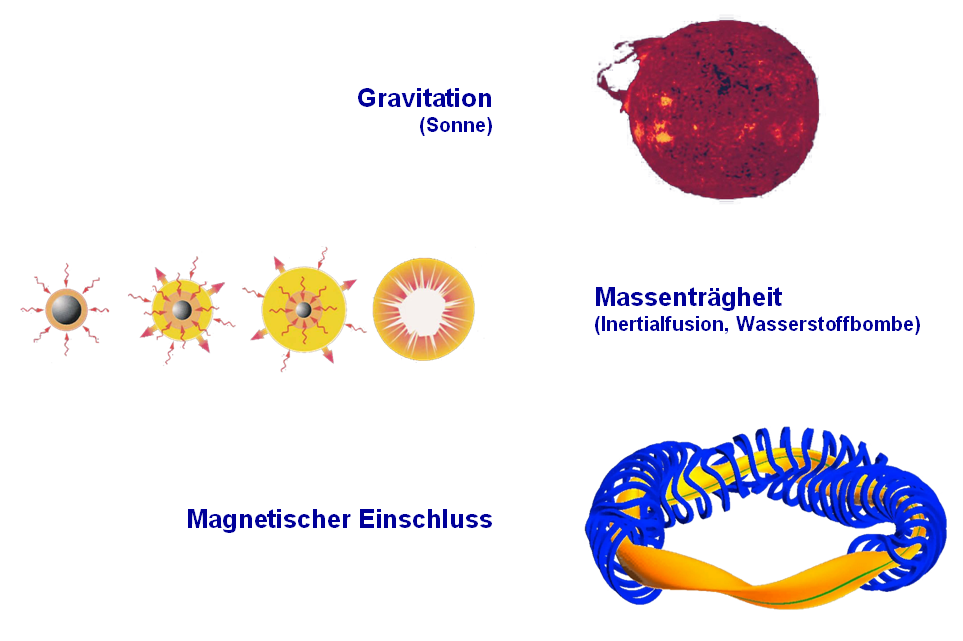 Gravitation
(Sonne)
Massenträgheit
(Inertialfusion, Wasserstoffbombe)
Magnetischer Einschluss